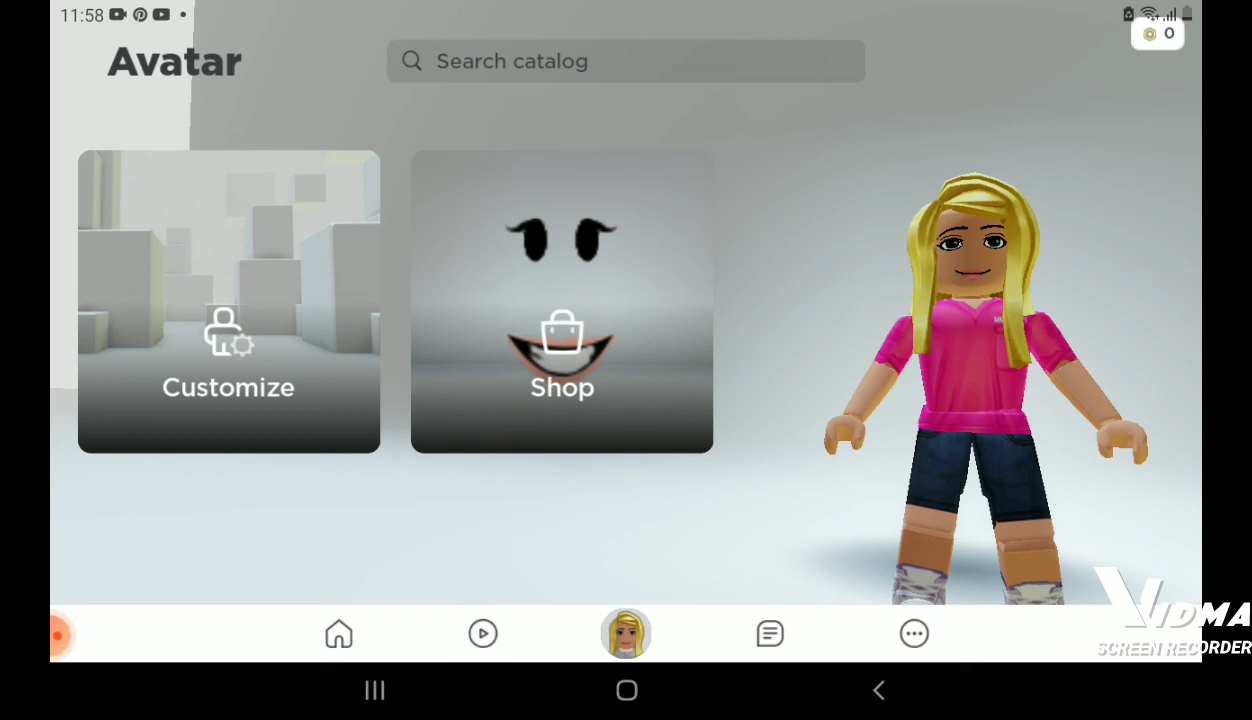 11:58
0
Avatar
Search catalog
Customize
Shop
VIDMA
SCREEN RECORDER